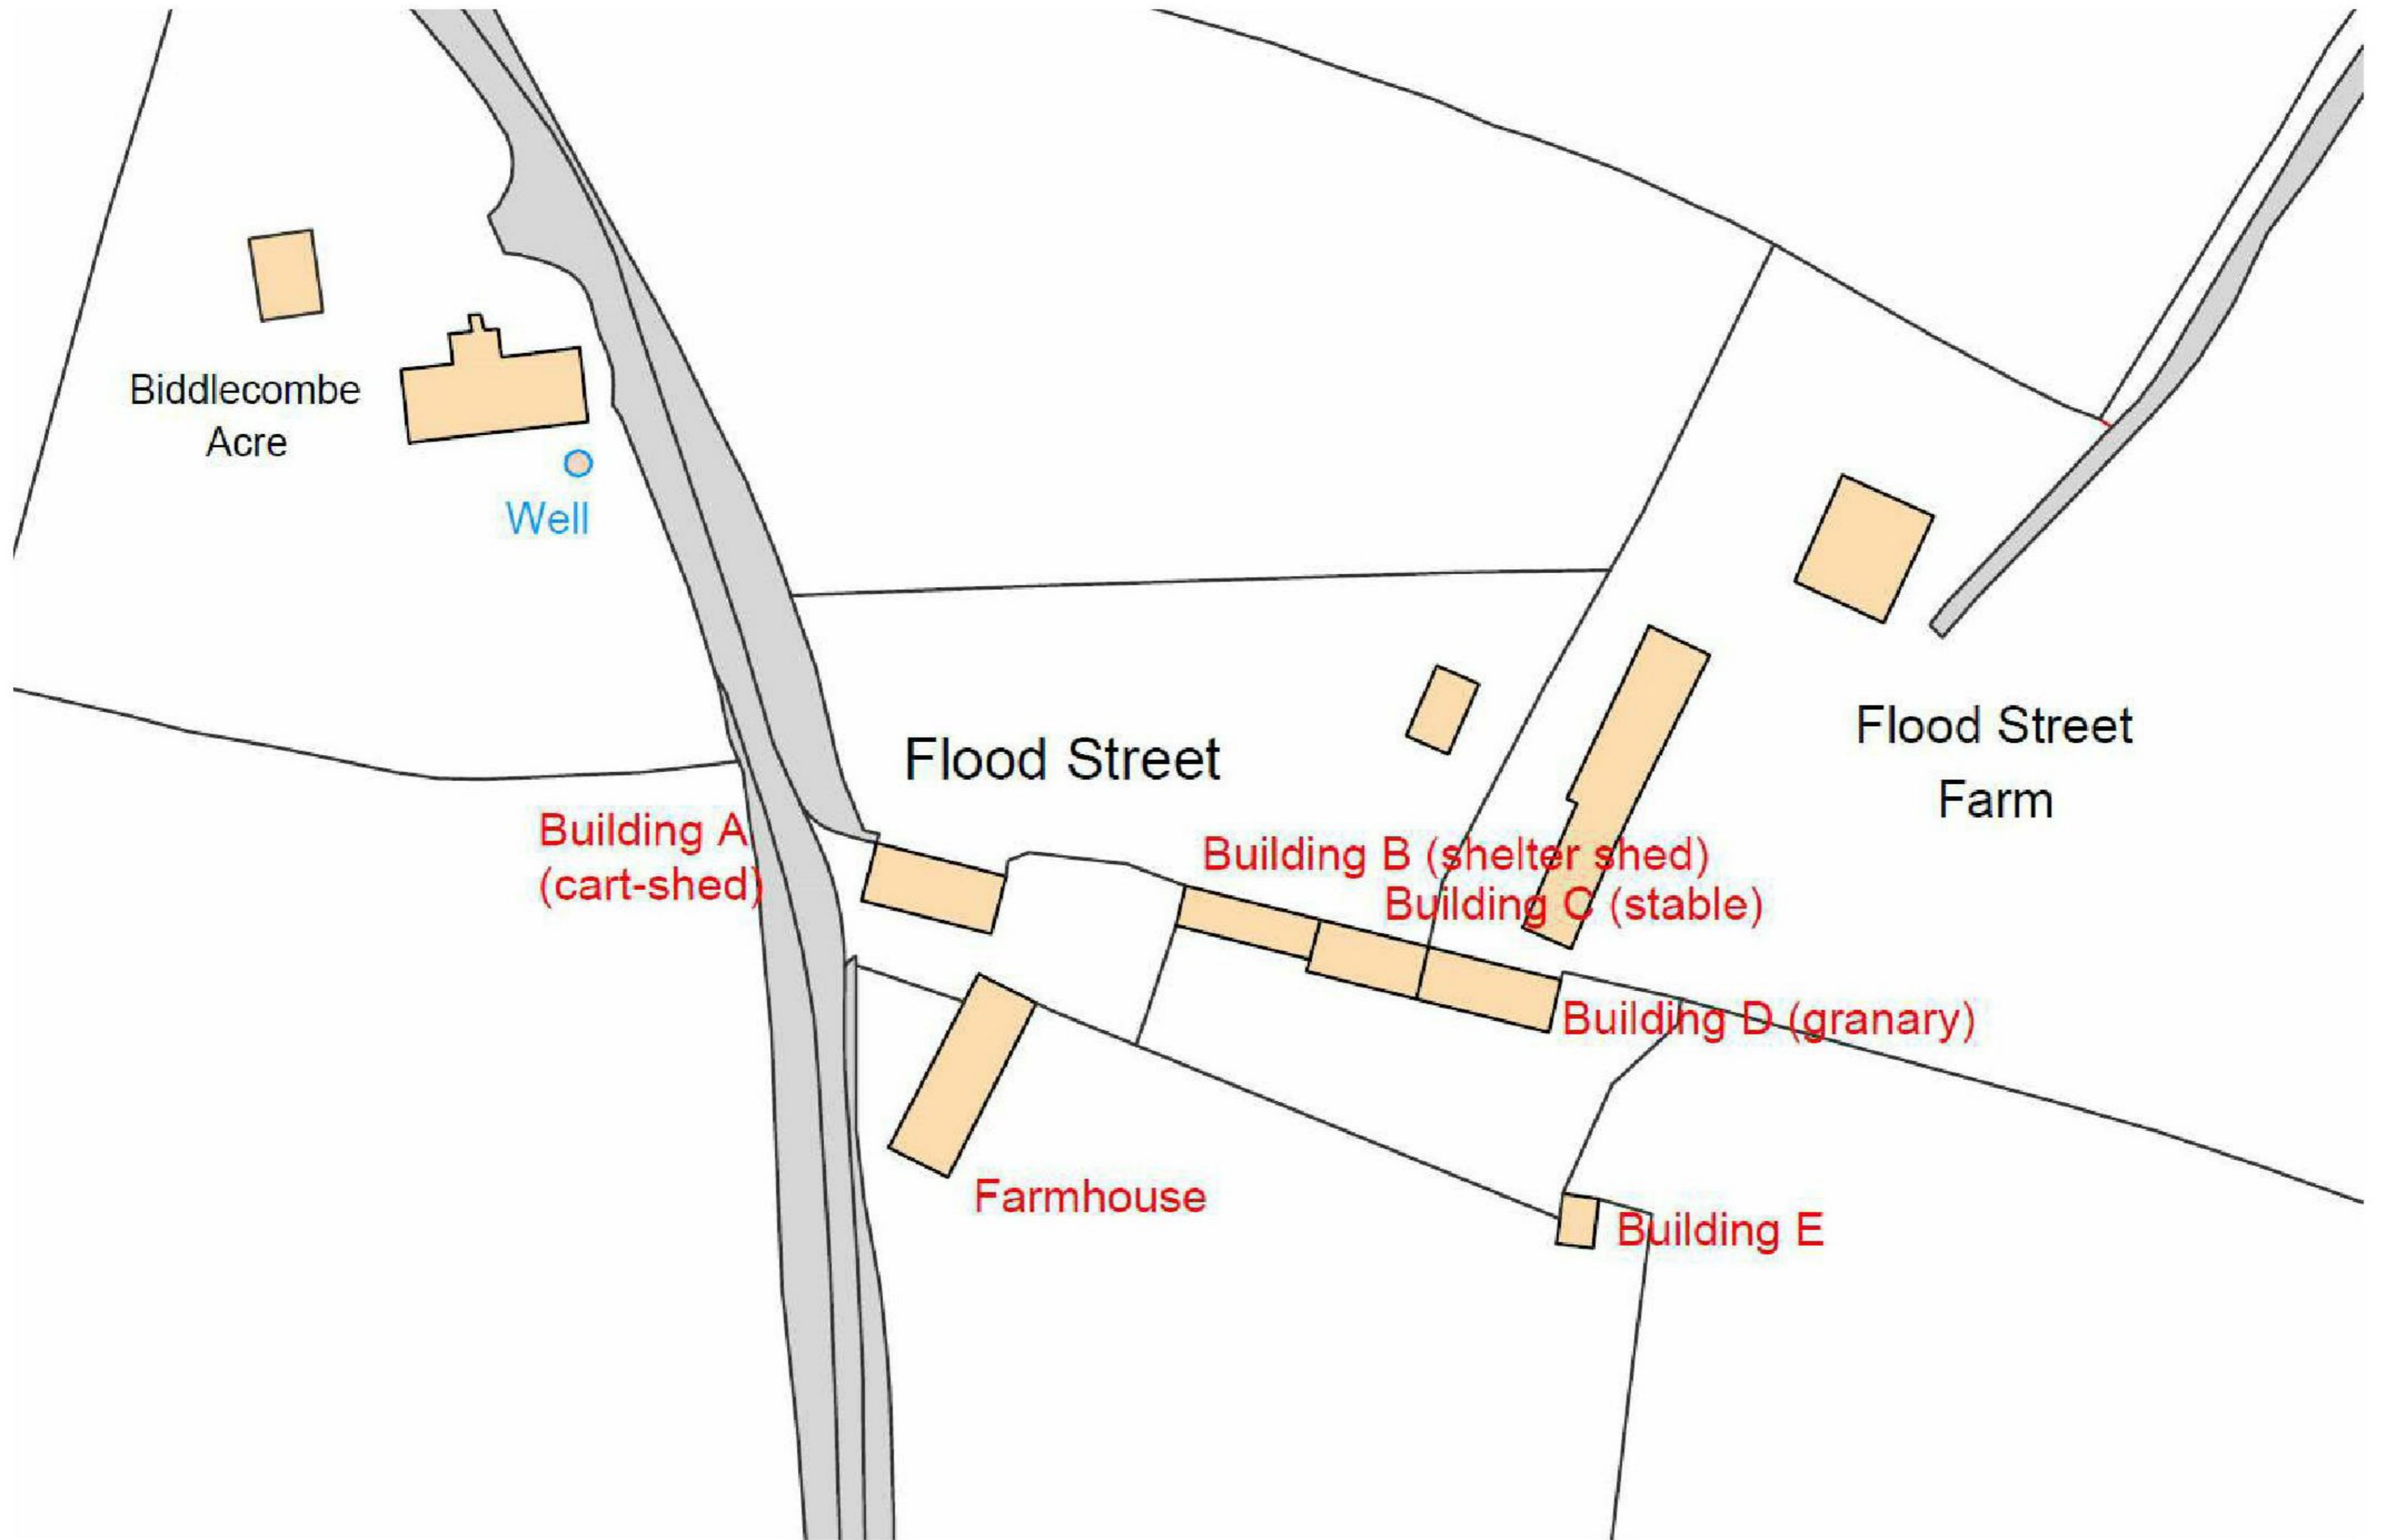 Biddlecombe
Acre
Well
Flood Street
Flood Street
Farm
Building A
(cart-shed)
Building B (shelter shed)
Building C (stable)
Building D (granary)
Farmhouse
Building E